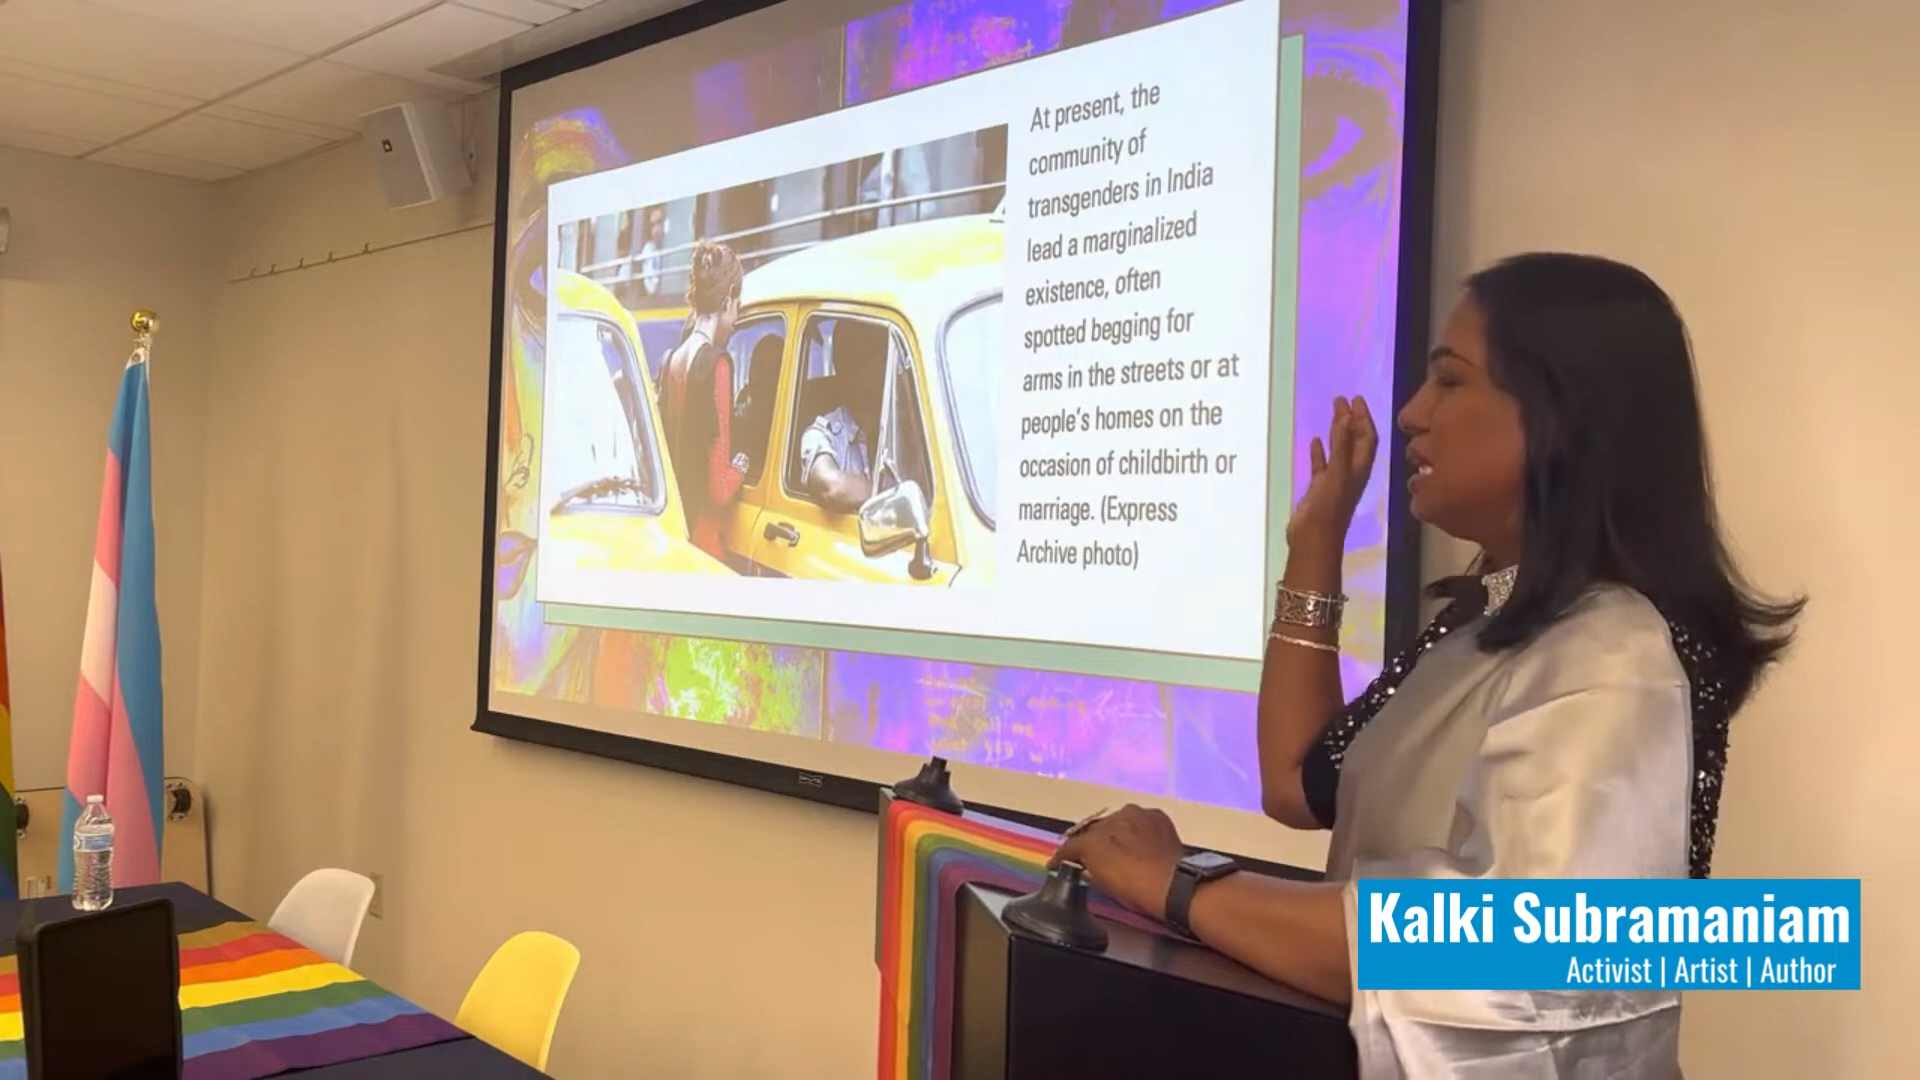 At present, the
community of
transgenders in India
lead a marginalized
existence, often
spotted begging for
arms in the streets or at
people's homes on the
occasion of childbirth or
marriage. (Express
Archive photo)
Kalki Subramaniam
Activist | Artist | Author